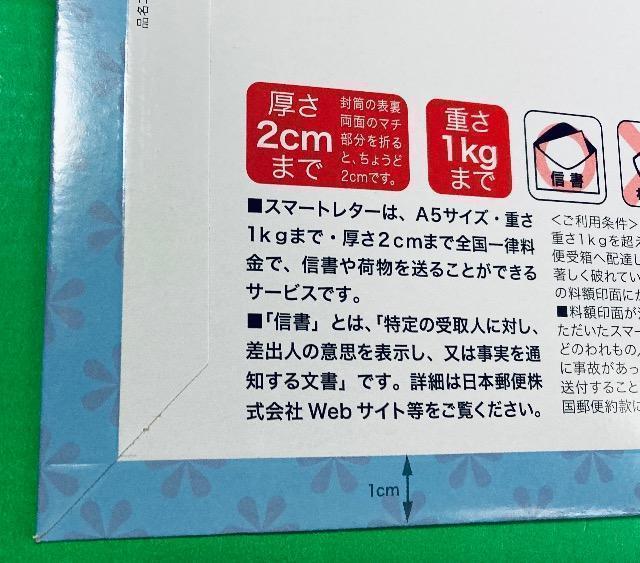 品名
厚さ
2cm
まで
封筒の表裏
両面のマチ
部分を折る
と、ちょうど
2cmです。
重さ
1kg
まで
信書
■スマートレターは、A5サイズ・重さ
1kgまで・厚さ2cmまで全国一律料
金で、信書や荷物を送ることができる
サービスです。
■「信書」とは、「特定の受取人に対し、
差出人の意思を表示し、又は事実を通
知する文書」です。詳細は日本郵便株
式会社Webサイト等をご覧ください。
＜ご利用条件＞
重さ1kgを超え
便受箱へ配達し
著しく破れてい
の料額印面にか
■料額印面が
ただいたスマー
どのわれもの
に事故があっ
送付すること
国郵便約款に
1cm